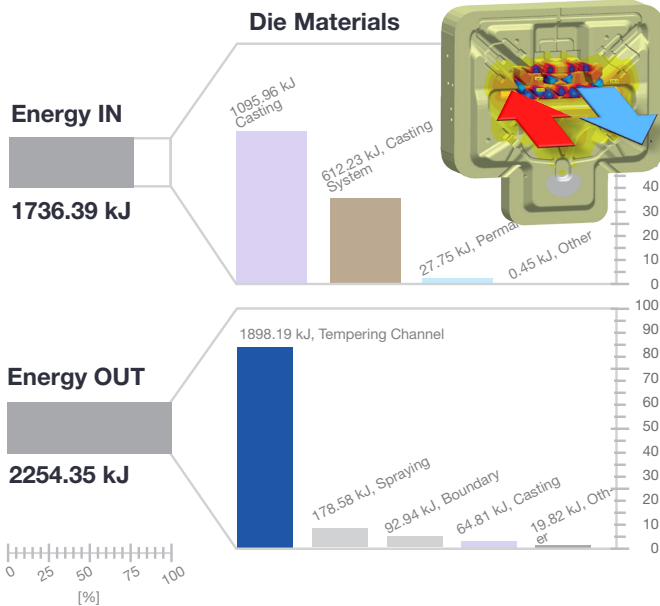 Die Materials
Energy IN
1736.39 kJ
1095.96 kJ
Casting
612.23 kJ, Casting
System
27.75 kJ,
0.45 kJ, Other
40
30
20
10
0
Energy OUT
2254.35 kJ
1898.19 kJ, Tempering Channel
178.58 kJ, Spraying
92.94 kJ, Boundary
64.81 kJ, Casting
19.82 kJ, Oth-
er
100
90
80
70
60
50
40
30
20
10
0
0 25 50 75 100
[%]